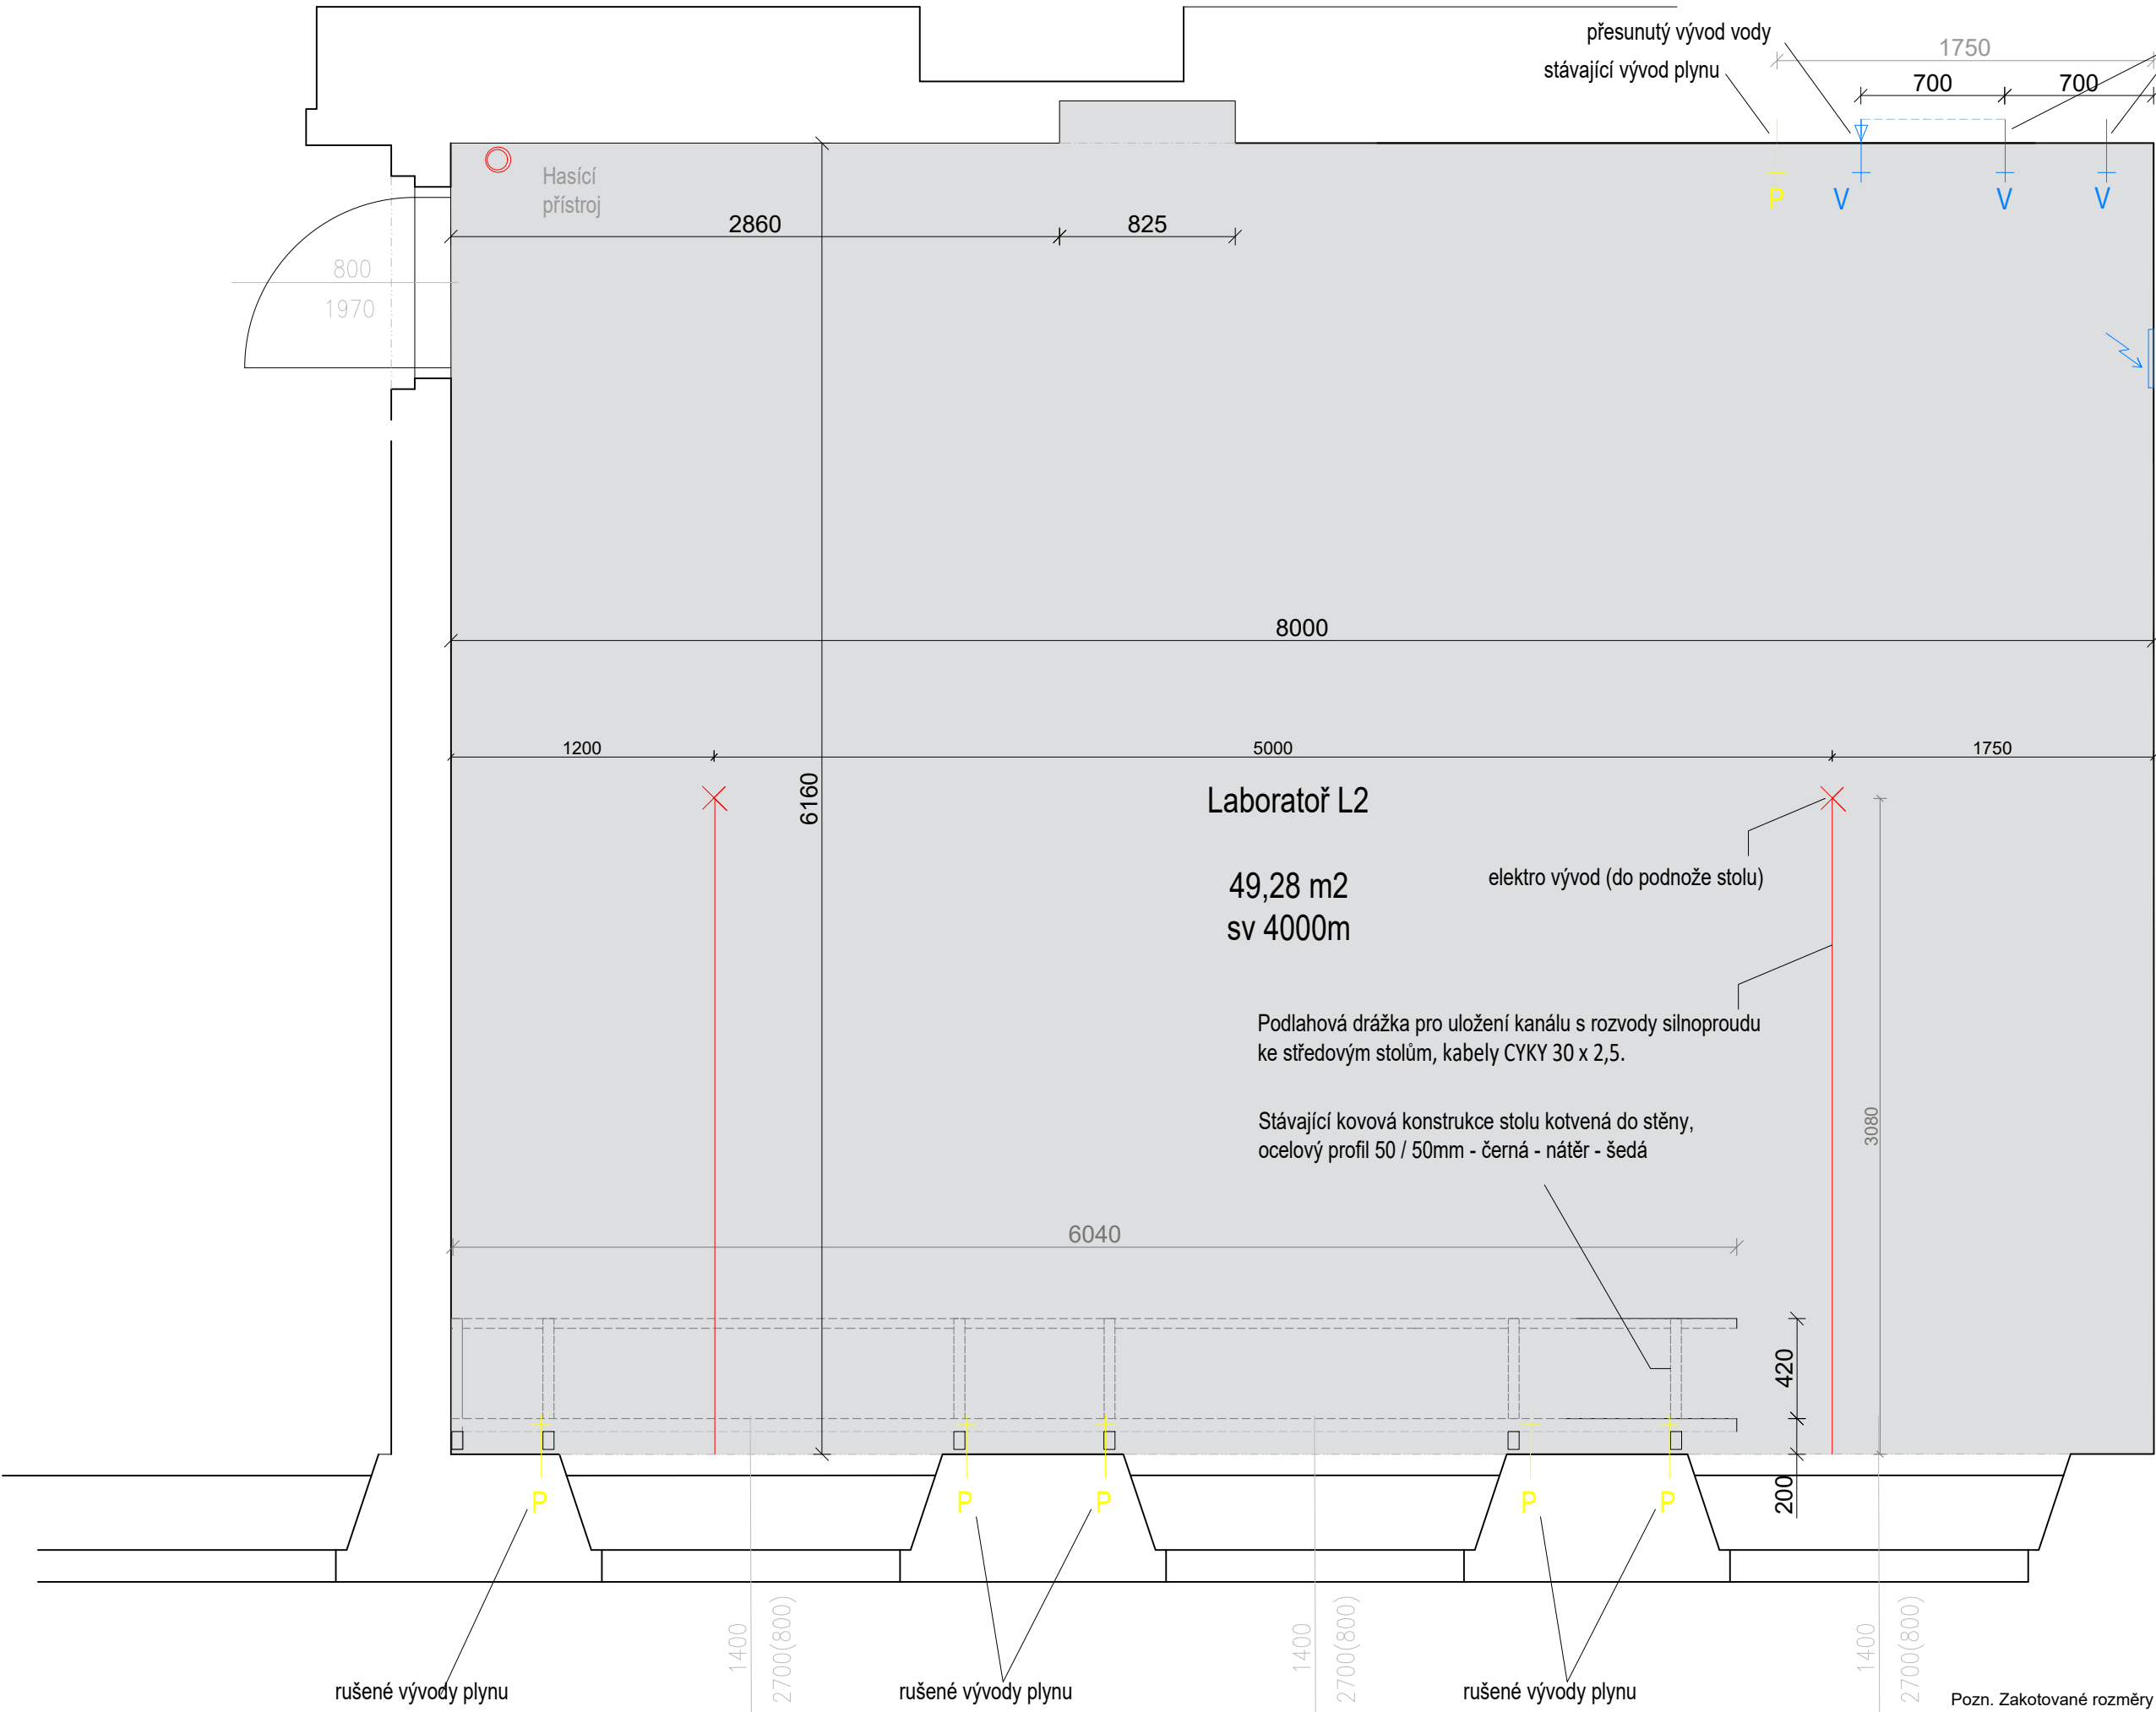 přesunutý vývod vody
1750
stávající vývod plynu
700
700
Hasící
přístroj
P
V
V
V
2860
825
800
1970
8000
1200
5000
1750
6160
Laboratoř L2
49,28 m2
sv 4000m
elektro vývod (do podnože stolu)
Podlahová drážka pro uložení kanálu s rozvody silnoproudu
ke středovým stolům, kabely CYKY 30 x 2,5.
Stávající kovová konstrukce stolu kotvená do stěny,
ocelový profil 50 / 50mm - černá - nátěr - šedá
3080
6040
420
200
P
P
P
P
P
1400
2700(800)
1400
2700(800)
1400
2700(800)
rušené vývody plynu
rušené vývody plynu
rušené vývody plynu
Pozn. Zakotované rozměry